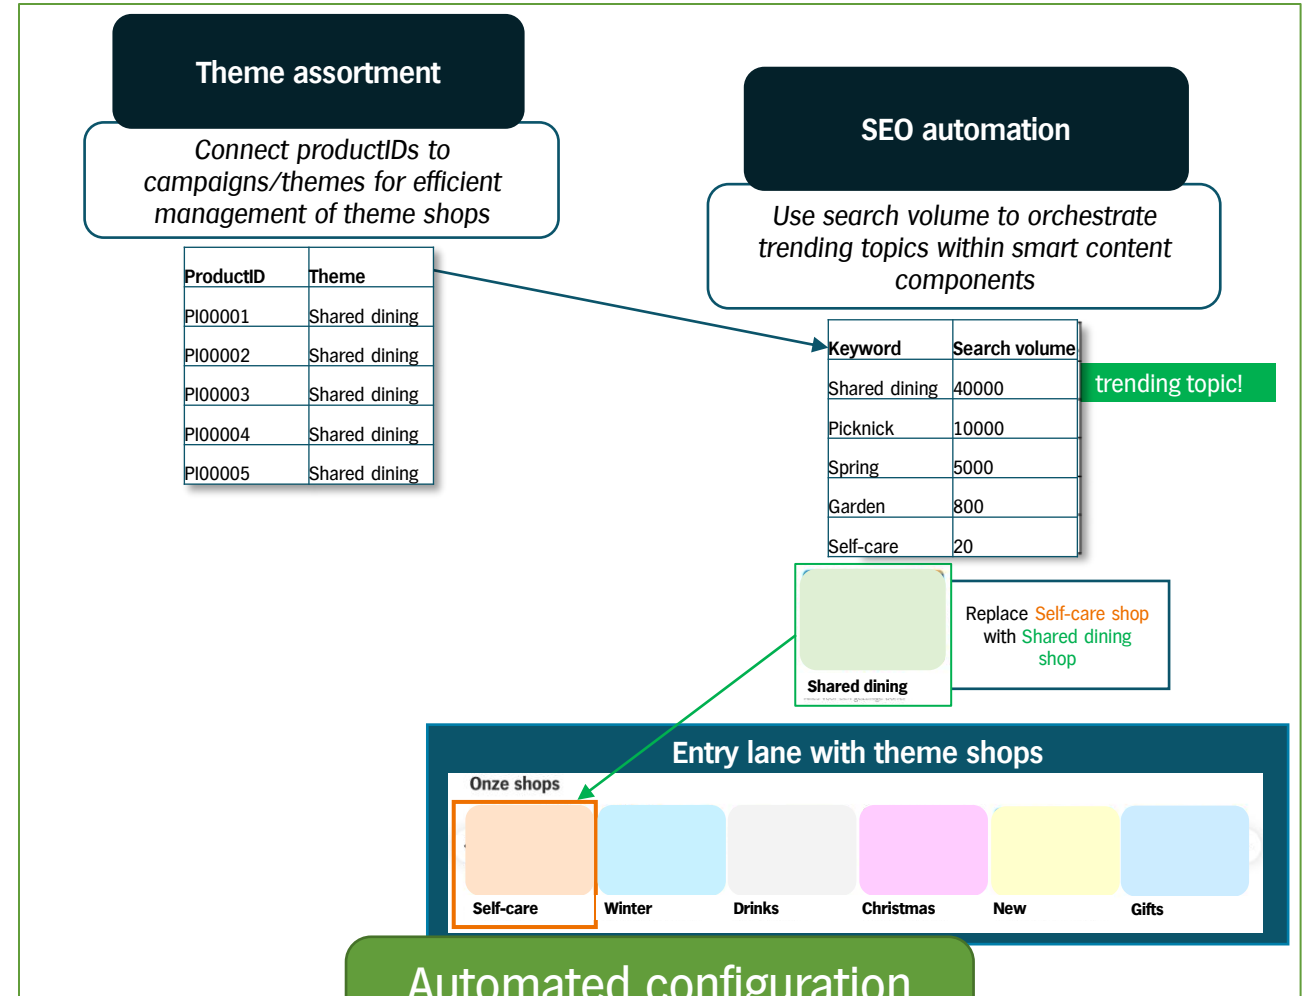 Theme assortment
Connect productIDs to
campaigns/themes for efficient
management of theme shops
ProductID Theme
PI00001 Shared dining
PI00002 Shared dining
PI00003 Shared dining
PI00004 Shared dining
PI00005 Shared dining
SEO automation
Use search volume to orchestrate
trending topics within smart content
components
Keyword Search volume
Shared dining 40000
trending topic!
Picknick 10000
Spring 5000
Garden 800
Self-care 20
Shared dining
Replace Self-care shop
with Shared dining
shop
Entry lane with theme shops
Onze shops
Self-care Winter Drinks Christmas New Gifts
Automated configuration